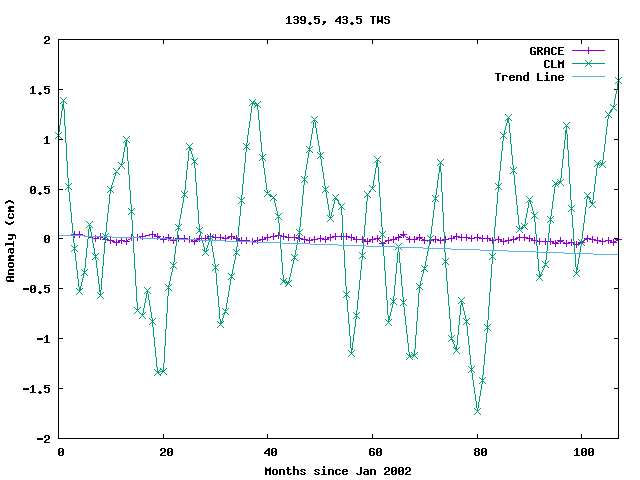 139.5, 43.5 TWS
GRACE
CLM
Trend Line
2
1.5
1
0.5
0
-0.5
-1
-1.5
-2
Anomaly (cm)
0 20 40 60 80 100
Months since Jan 2002